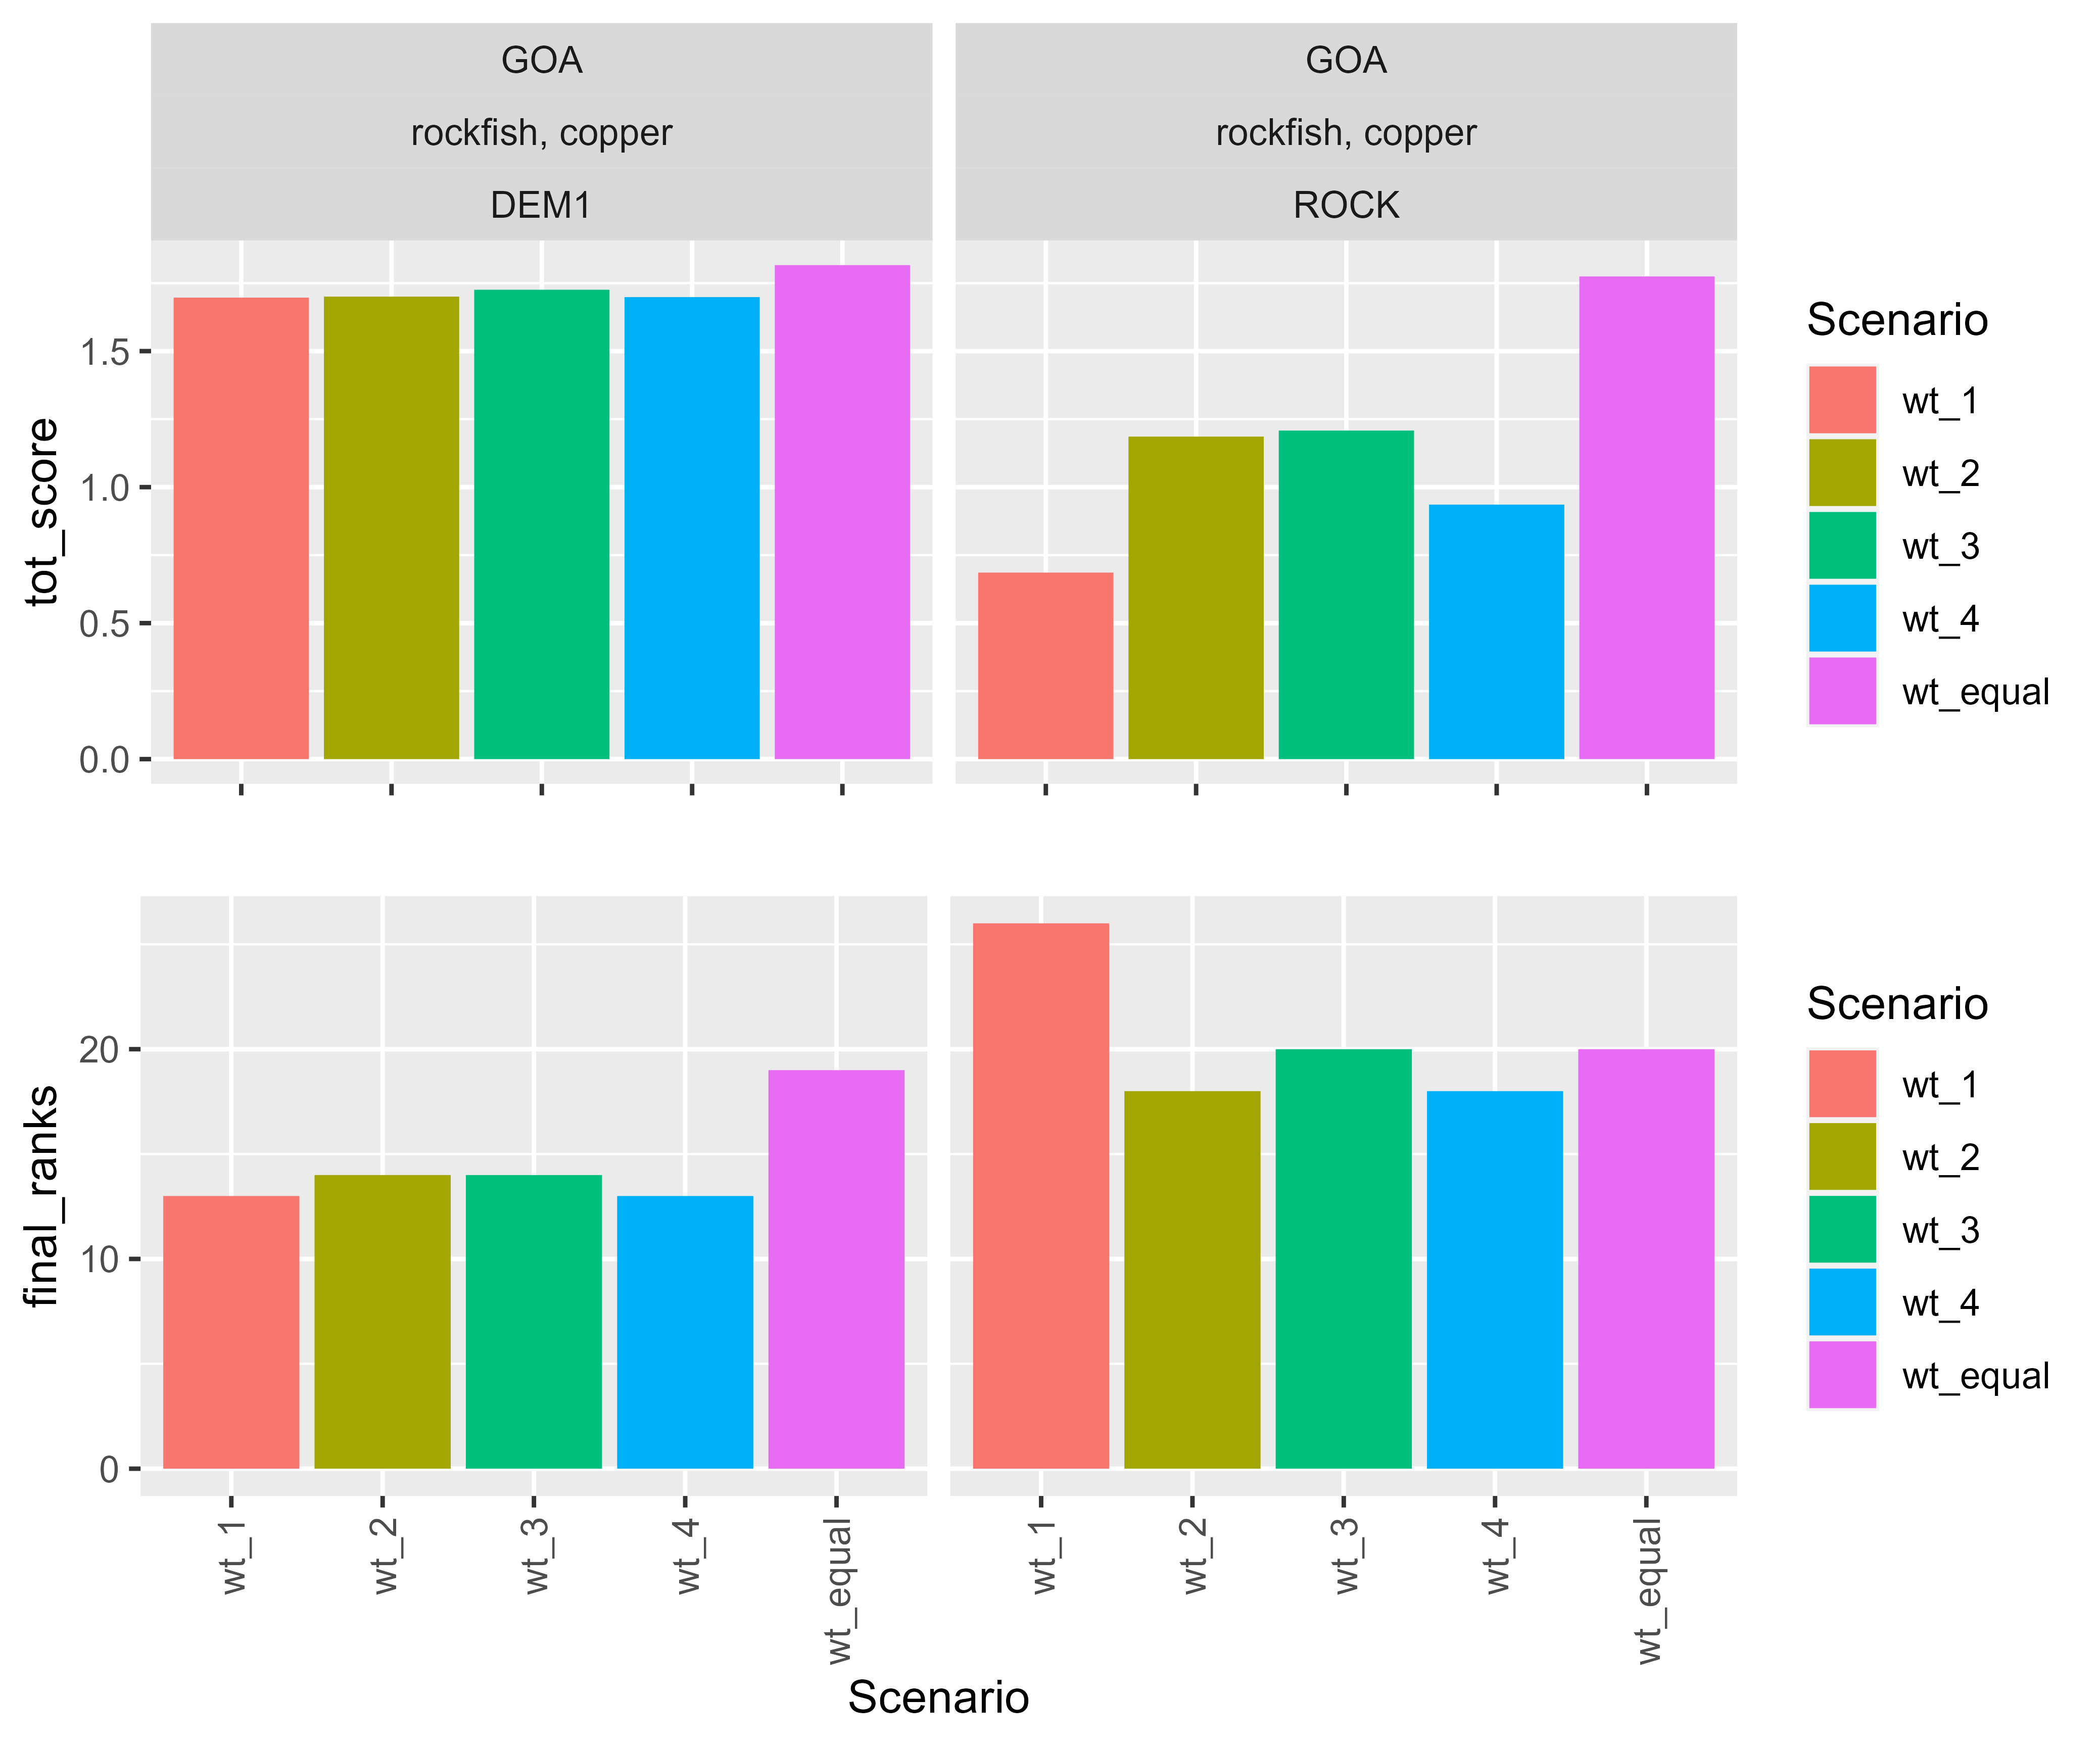 GOA
rockfish, copper
DEM1
GOA
rockfish, copper
ROCK
tot_score
1.5
1.0
0.5
0.0
Scenario
wt_1
wt_2
wt_3
wt_4
wt_equal
final_ranks
20
10
0
wt_1
wt_2
wt_3
wt_4
wt_equal
wt_1
wt_2
wt_3
wt_4
wt_equal
Scenario
Scenario
wt_1
wt_2
wt_3
wt_4
wt_equal